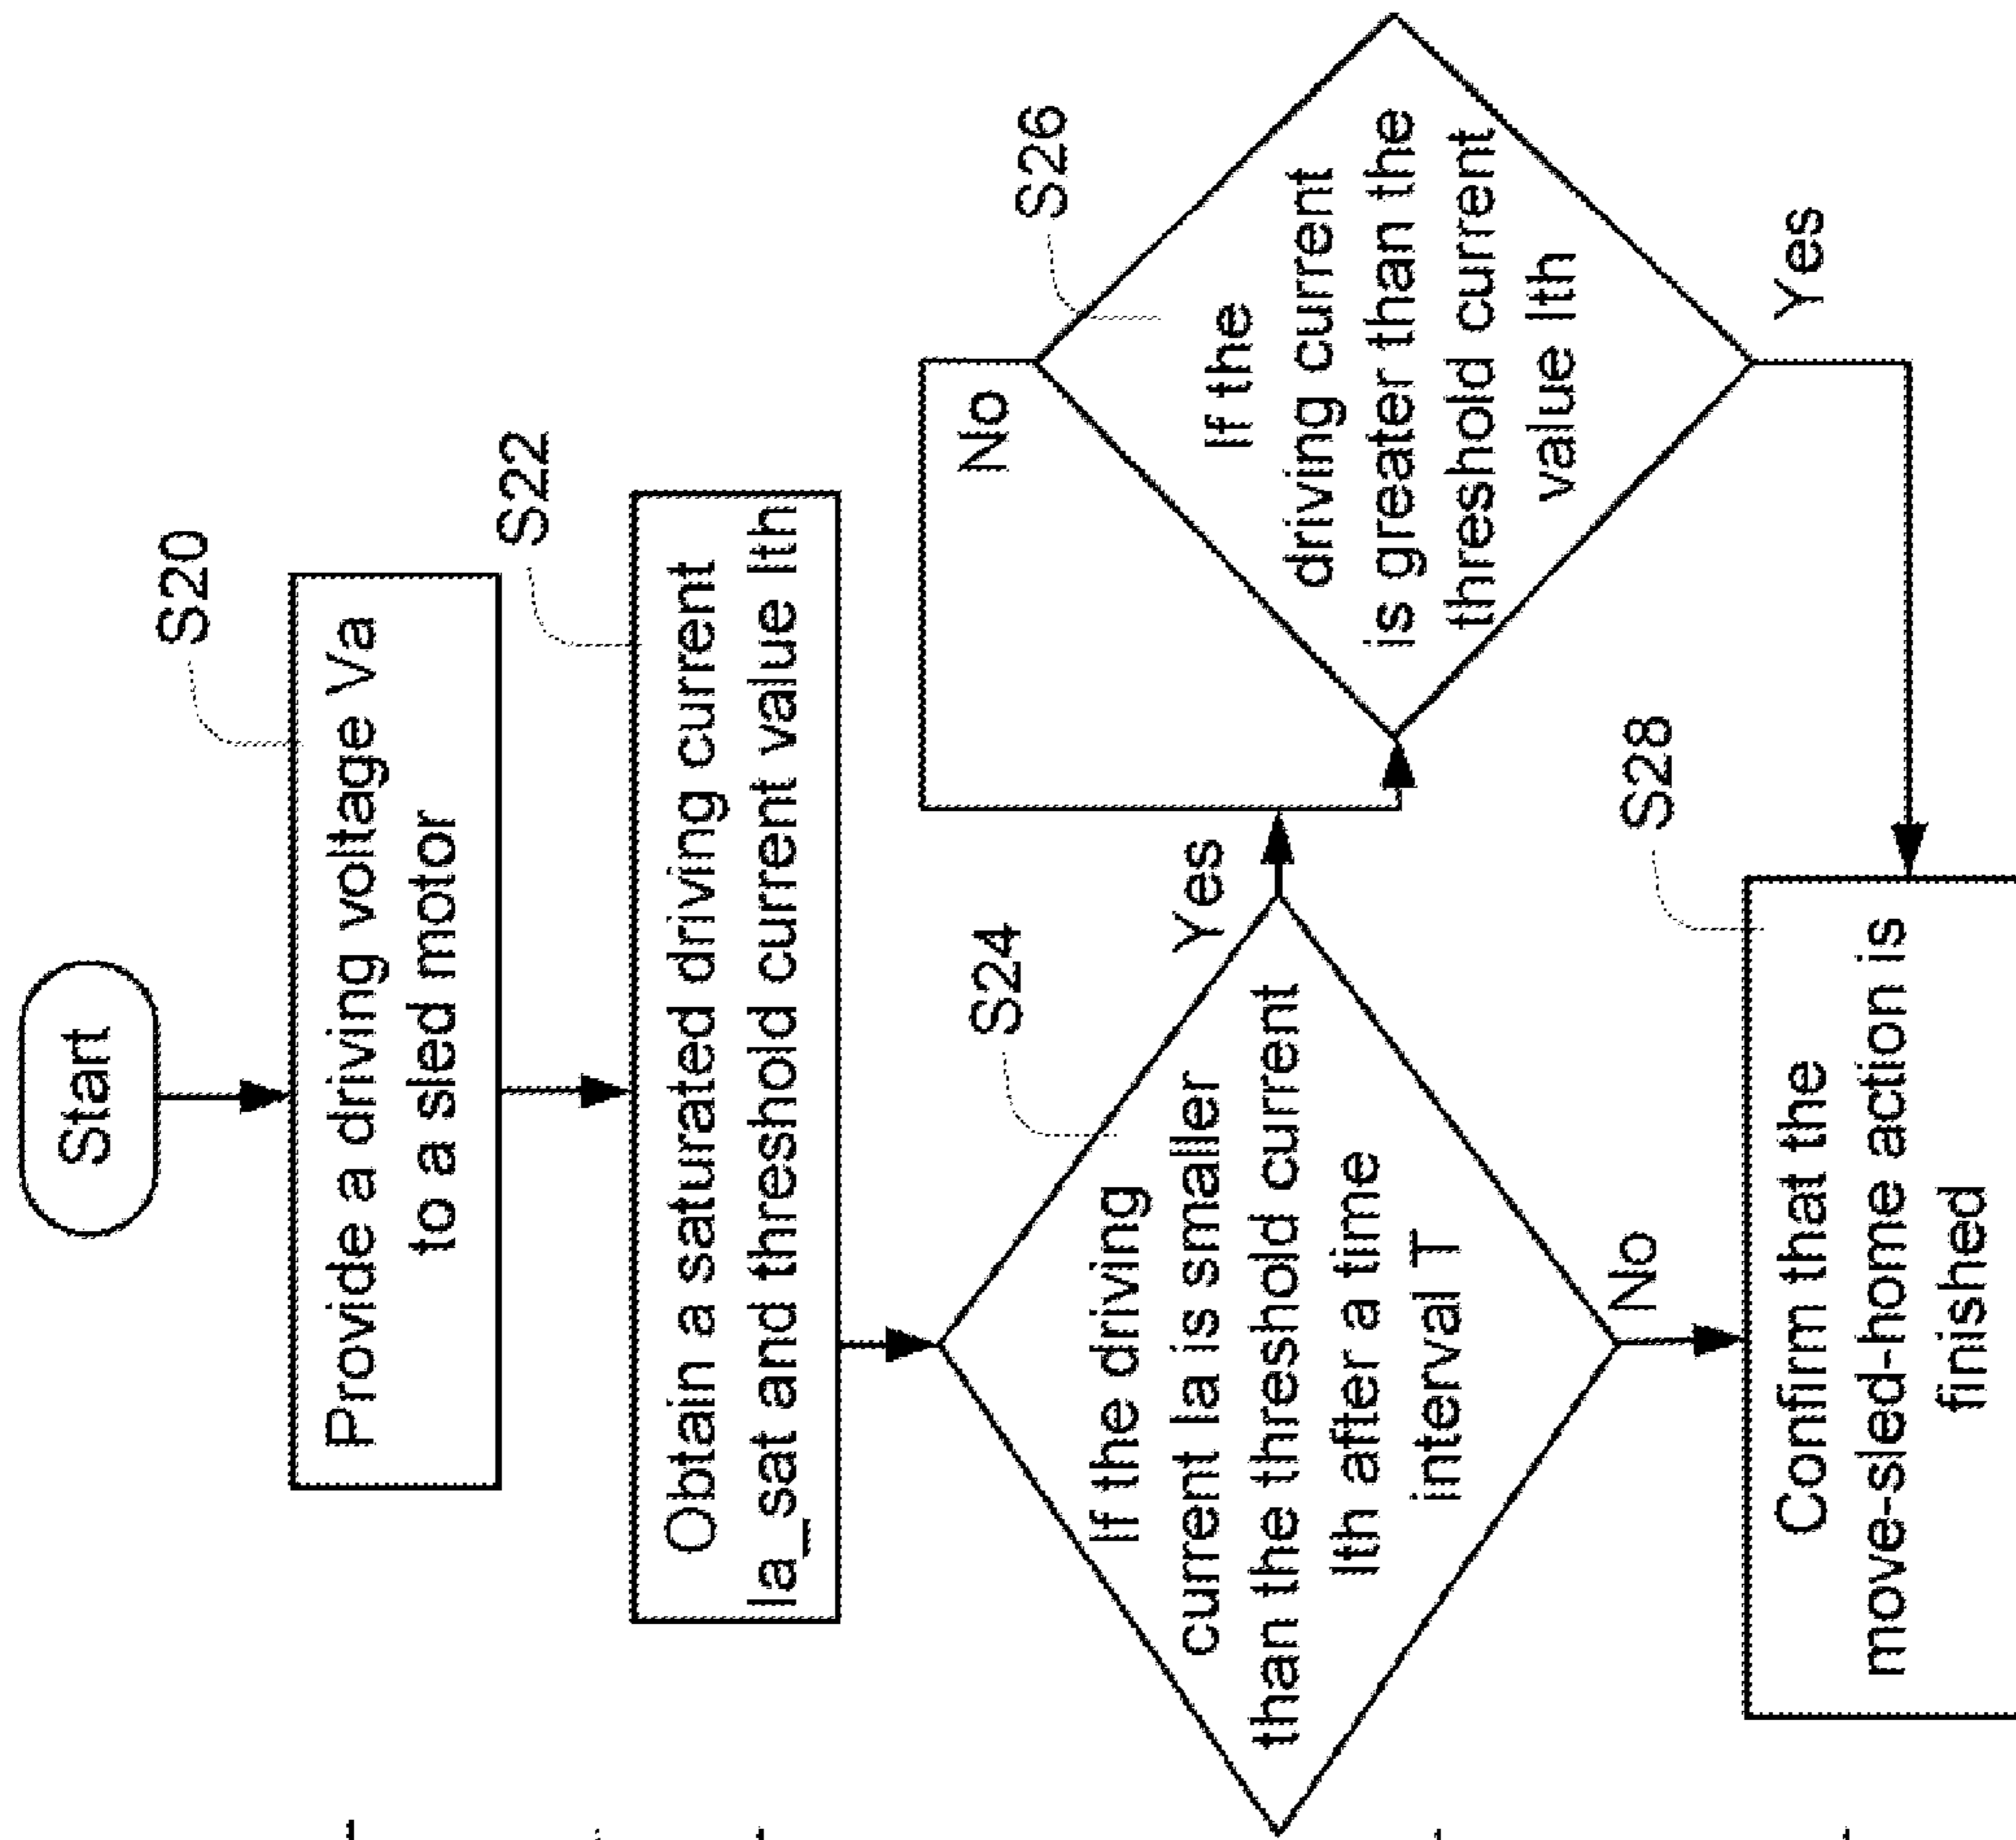 Start
S20
Provide a driving voltage Va
to a sled motor
S22
Obtain a saturated driving current
Ia_sat and threshold current value Ith
S24
If the driving
current Ia is smaller
than the threshold current
Ith after a time
interval T
Yes
No
S26
If the
driving current
is greater than the
threshold current
value Ith
No
Yes
S28
Confirm that the
move-sled-home action is
finished